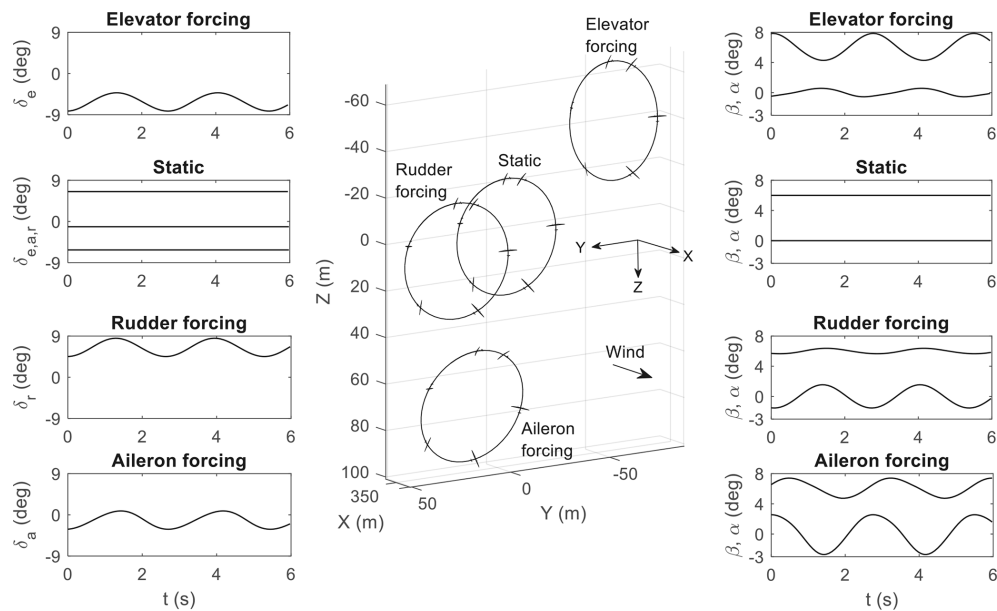 Elevator forcing
δe (deg)
9
0
-9
0 2 4 6
Static
δe,a,r (deg)
9
0
-9
0 2 4 6
Rudder forcing
δr (deg)
9
0
-9
0 2 4 6
Aileron forcing
δa (deg)
9
0
-9
0 2 4 6
t (s)
Elevator
forcing
Rudder
forcing
Static
Aileron
forcing
Wind
Y
X
Z
Z (m)
-60
-40
-20
0
20
40
60
80
100
350
50
0
-50
X (m)
Y (m)
Elevator forcing
β, α (deg)
8
4
0
-3
0 2 4 6
Static
β, α (deg)
8
4
0
-3
0 2 4 6
Rudder forcing
β, α (deg)
8
4
0
-3
0 2 4 6
Aileron forcing
β, α (deg)
8
4
0
-3
0 2 4 6
t (s)